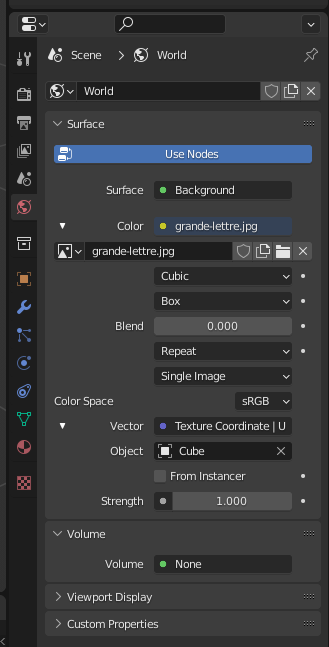 Scene > World
World
Surface
Use Nodes
Surface Background
Color grande-lettre.jpg
grande-lettre.jpg
Cubic
Box
Blend 0.000
Repeat
Single Image
Color Space sRGB
Vector Texture Coordinate | U
Object Cube
From Instancer
Strength 1.000
Volume
Volume None
Viewport Display
Custom Properties